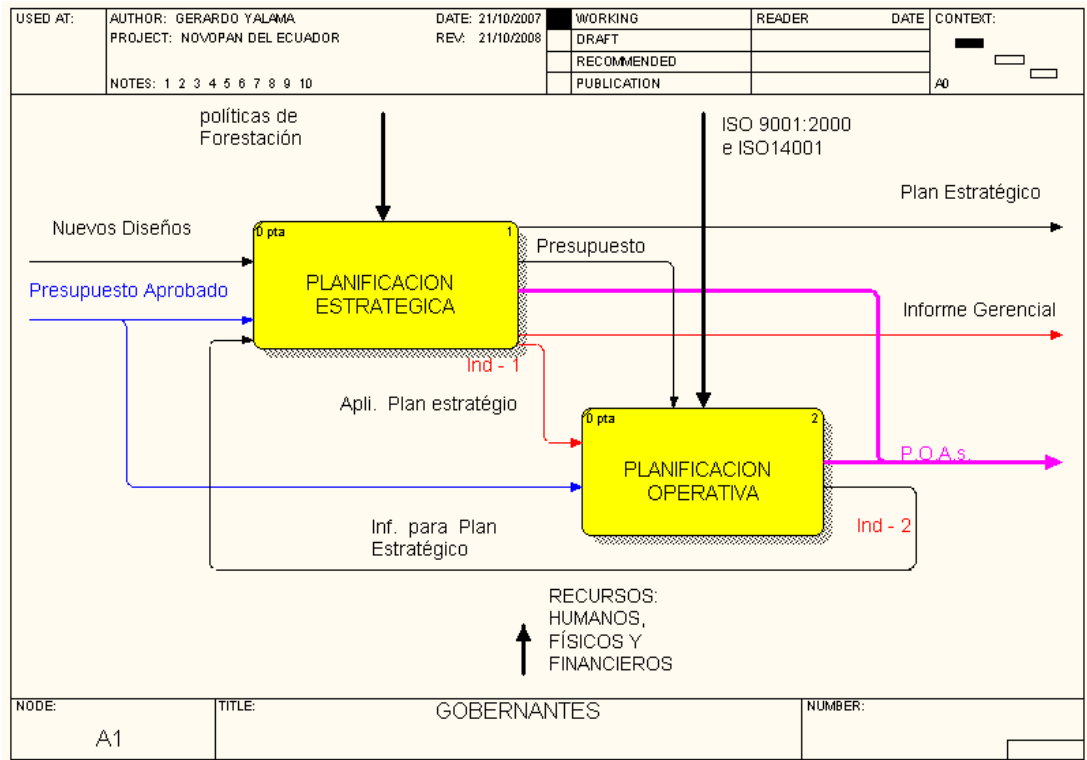 USED AT:
AUTHOR: GERARDO YALAMA
DATE: 21/10/2007
PROJECT: NOVOPAN DEL ECUADOR
REV: 21/10/2008
NOTES: 1 2 3 4 5 6 7 8 9 10
WORKING
DRAFT
RECOMMENDED
PUBLICATION
READER
DATE
CONTEXT:
A0
políticas de
Forestación
ISO 9001:2000
e ISO14001
Plan Estratégico
Nuevos Diseños
0 pta
1
Presupuesto
PLANIFICACION
ESTRATEGICA
Presupuesto Aprobado
Informe Gerencial
Ind - 1
Apli. Plan estratégio
0 pta
2
PLANIFICACION
OPERATIVA
P.O.A.s.
Ind - 2
Inf. para Plan
Estratégico
RECURSOS:
HUMANOS,
FÍSICOS Y
FINANCIEROS
NODE:
A1
TITLE:
GOBERNANTES
NUMBER: